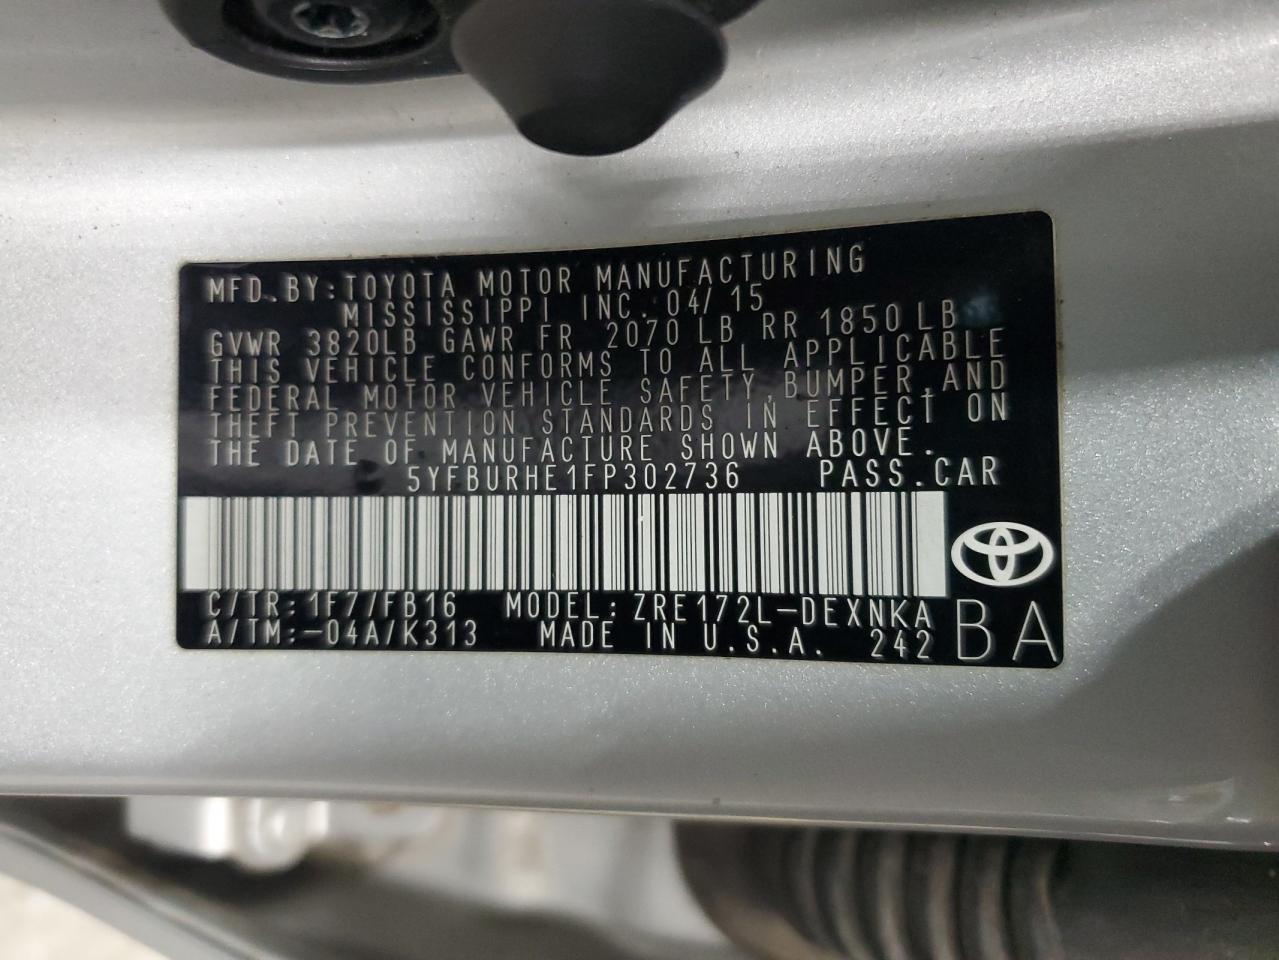 MFD.BY:TOYOTA MOTOR MANUFACTURING
MISSISSIPPI INC. 04/15
GVWR 3820LB GAWR FR 2070 LB RR 1850 LB
THIS VEHICLE CONFORMS TO ALL APPLICABLE
FEDERAL MOTOR VEHICLE SAFETY,BUMPER,AND
THEFT PREVENTION STANDARDS IN EFFECT ON
THE DATE OF MANUFACTURE SHOWN ABOVE.
5YFBURHE1FP302736 PASS.CAR
C/TR:1F7/FB16 MODEL:ZRE172L-DEXNKA
A/TM:-04A/K313 MADE IN U.S.A. 242
BA